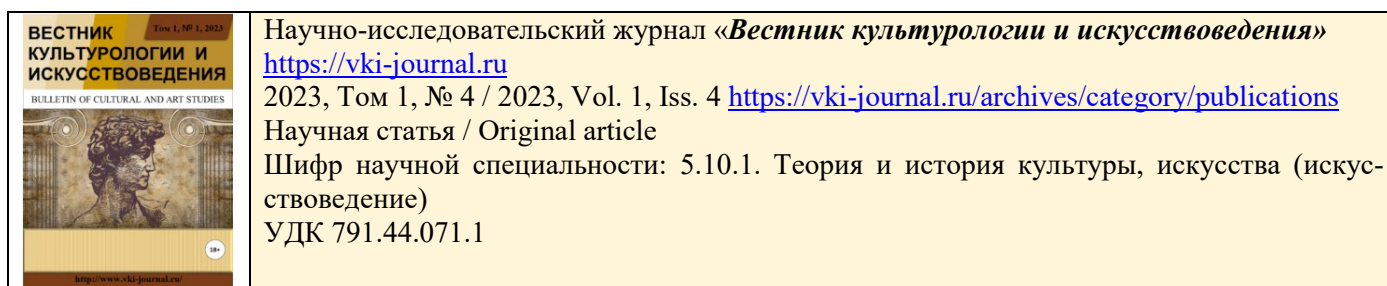 ВЕСТНИК
Том 1, № 1, 2023
КУЛЬТУРОЛОГИИ И
ИСКУССТВОВЕДЕНИЯ
BULLETIN OF CULTURAL AND ART STUDIES
18+
http://www.vki-journal.ru/
Научно-исследовательский журнал «Вестник культурологии и искусствоведения»
https://vki-journal.ru
2023, Том 1, № 4 / 2023, Vol. 1, Iss. 4 https://vki-journal.ru/archives/category/publications
Научная статья / Original article
Шифр научной специальности: 5.10.1. Теория и история культуры, искусства (искус-
ствоведение)
УДК 791.44.071.1